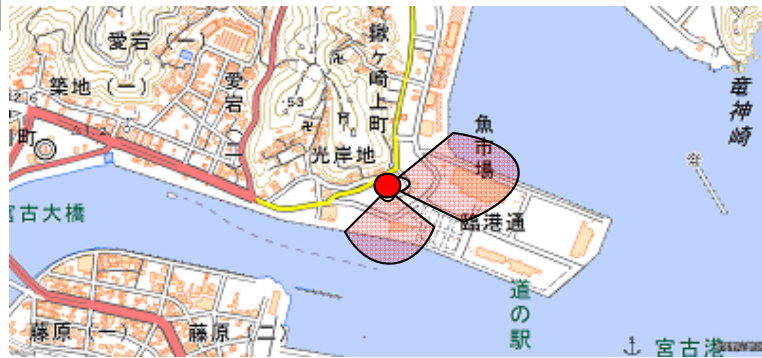 愛宕（一）
築地（一）
愛宕（二）
鍬ヶ崎上町
53
光岸地
魚市場
臨港通
竜神崎
町
宮古大橋
道の駅
藤原（一）
藤原（二）
宮古港